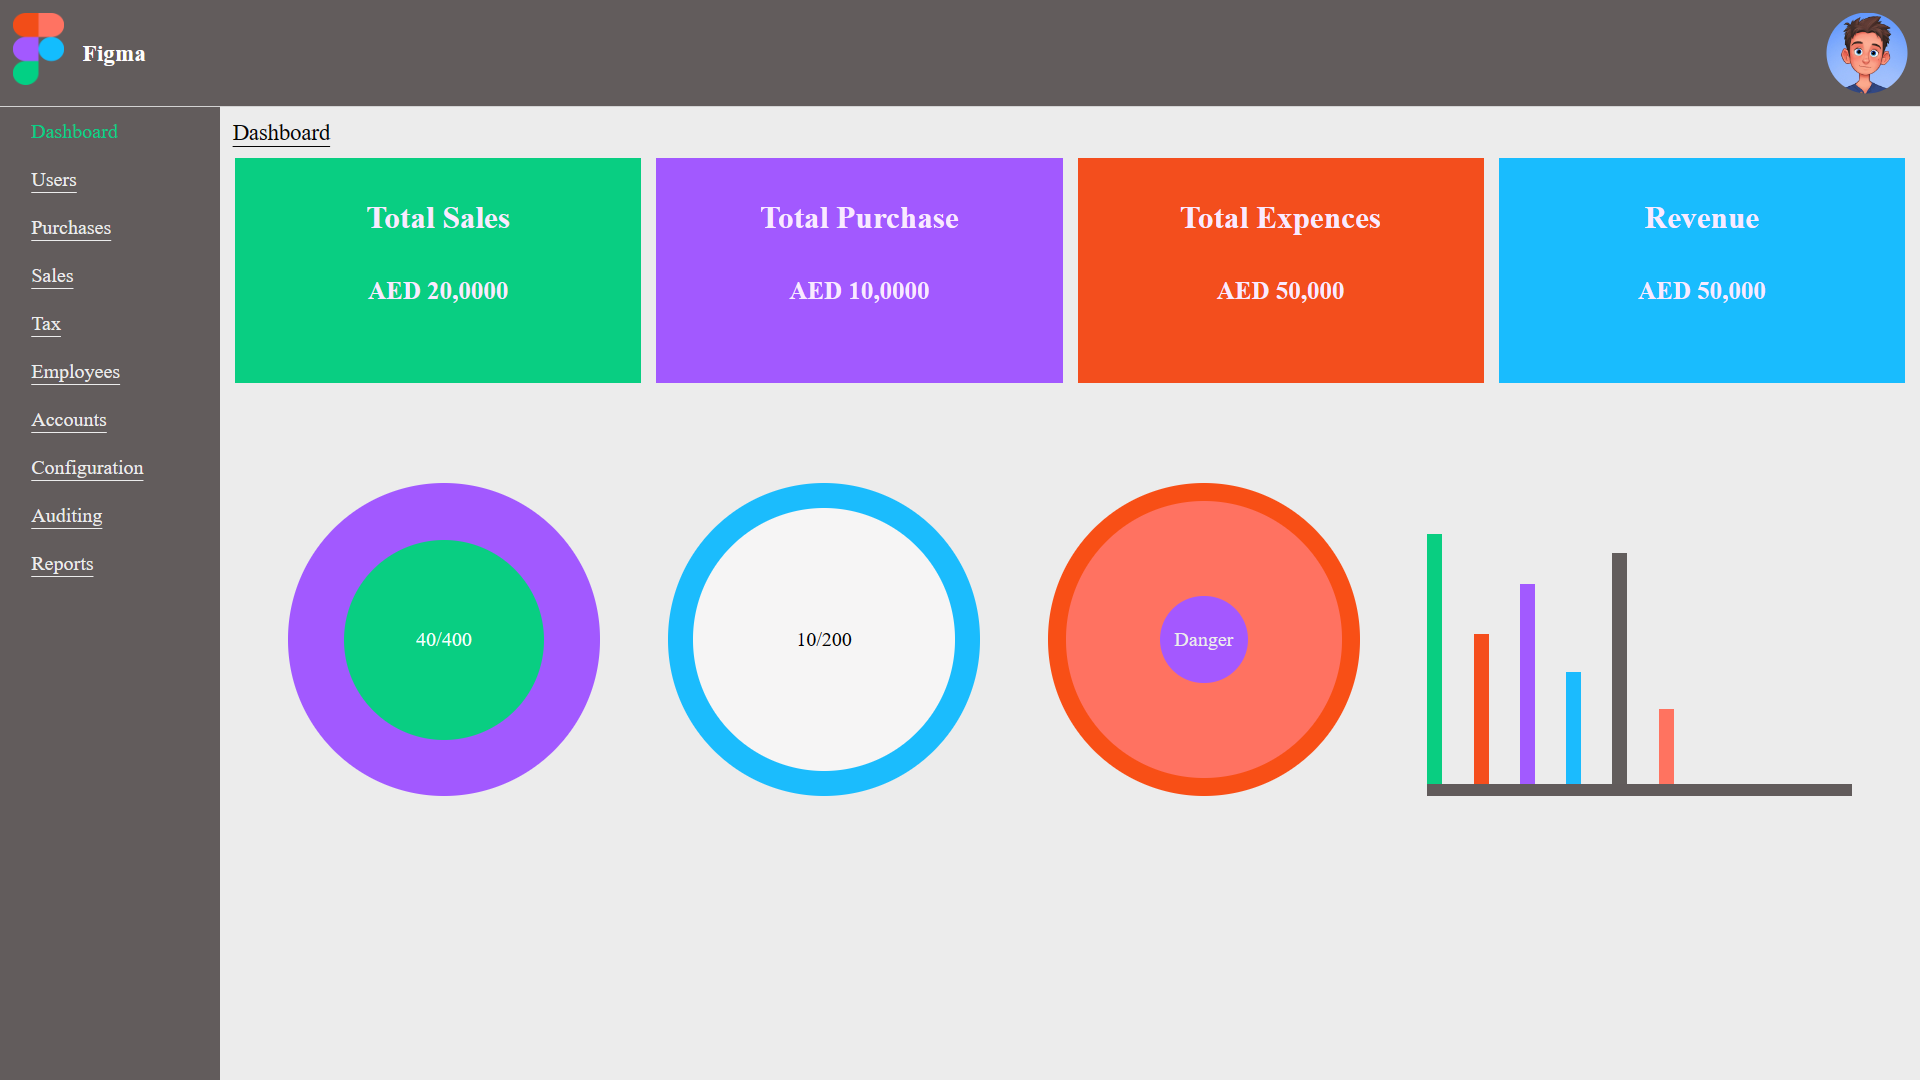 Figma
Dashboard
Users
Purchases
Sales
Tax
Employees
Accounts
Configuration
Auditing
Reports
Dashboard
Total Sales
AED 20,0000
Total Purchase
AED 10,0000
Total Expences
AED 50,000
Revenue
AED 50,000
40/400
10/200
Danger